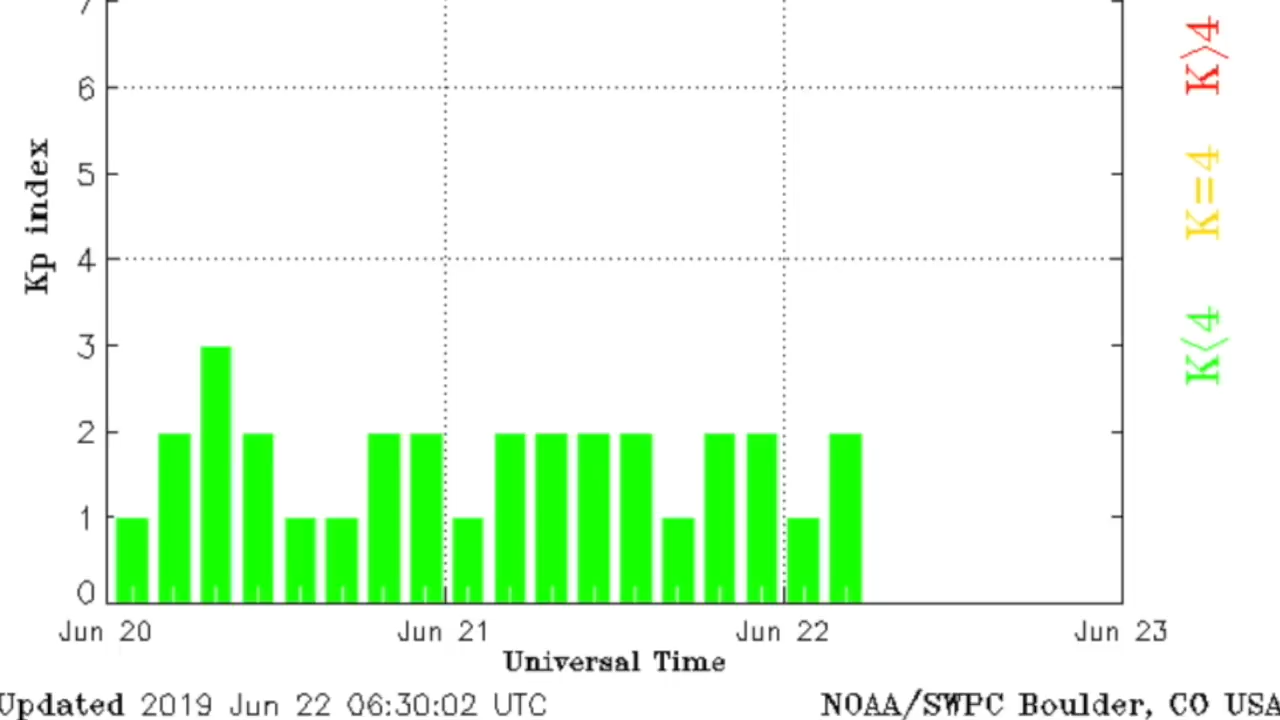 7
6
5
4
3
2
1
0
Kp index
K>4
K=4
K<4
Jun 20 Jun 21 Jun 22 Jun 23
Universal Time
Updated 2019 Jun 22 06:30:02 UTC
NOAA/SWPC Boulder, CO USA